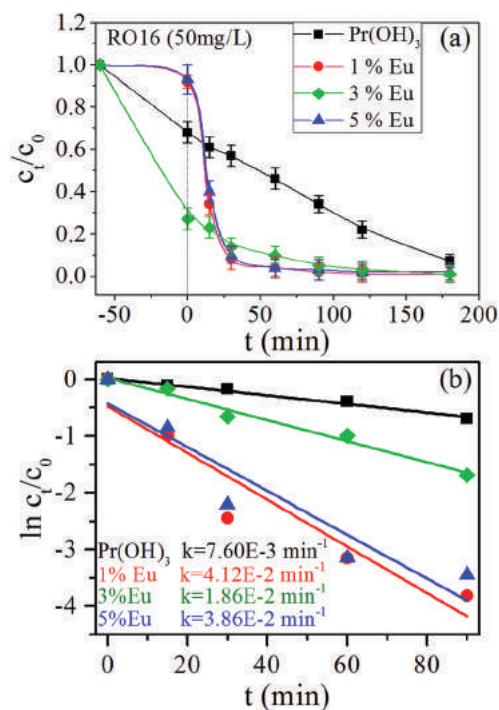 RO16 (50mg/L)
(a)
Pr(OH)₃
1 % Eu
3 % Eu
5 % Eu
1.0
0.8
0.6
0.4
0.2
0.0
cₜ/c₀
-50 0 50 100 150 200
t (min)
(b)
0
-1
-2
-3
-4
ln cₜ/c₀
Pr(OH)₃ k=7.60E-3 min⁻¹
1% Eu k=4.12E-2 min⁻¹
3%Eu k=1.86E-2 min⁻¹
5%Eu k=3.86E-2 min⁻¹
0 20 40 60 80
t (min)